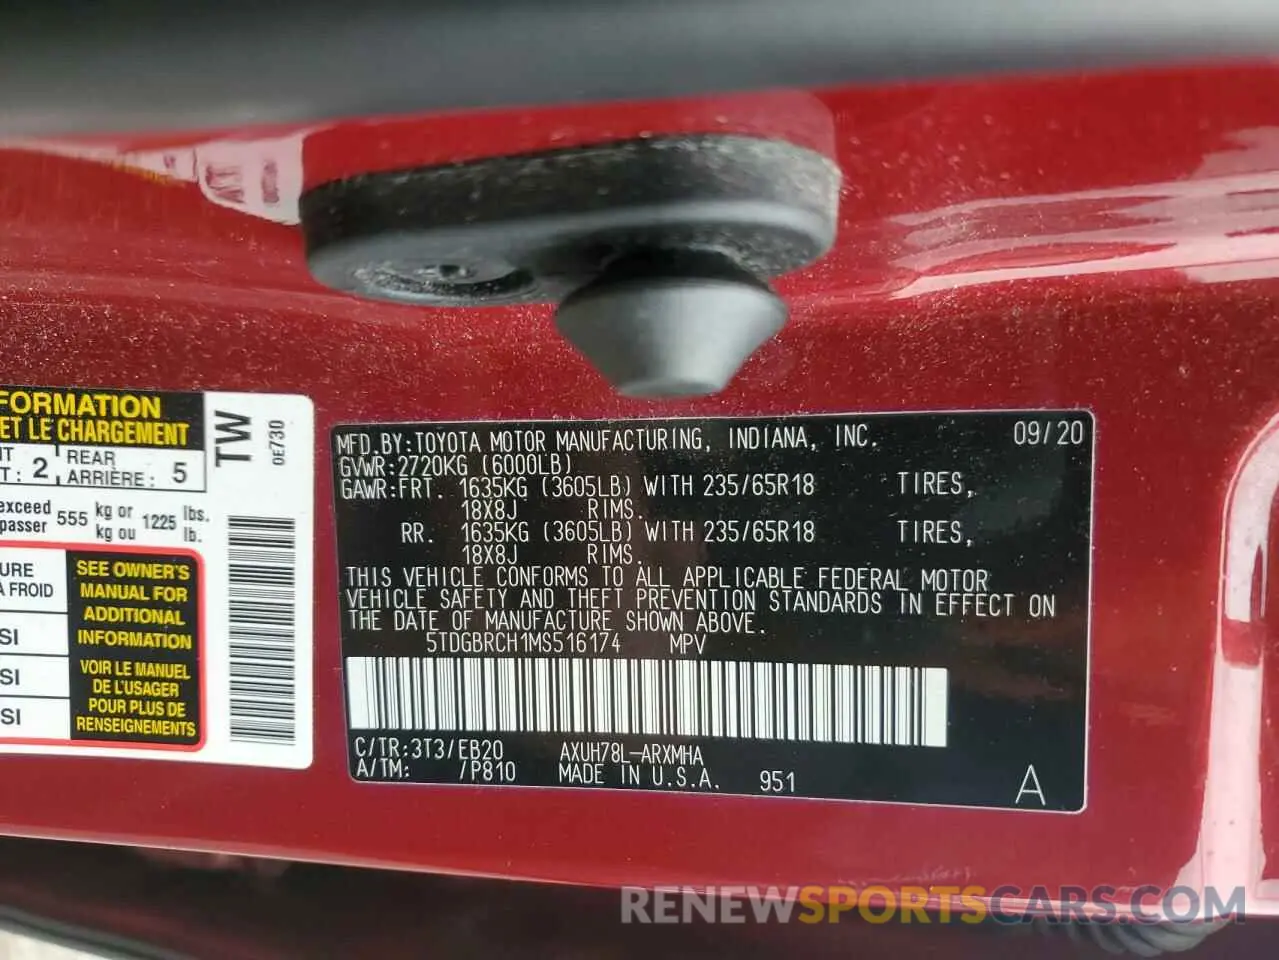 FORMATION
ET LE CHARGEMENT
NT 2 REAR 5
T: ARRIÈRE:
exceed 555 kg or 1225 lbs.
passer kg ou lb.
URE
A FROID
SI
SI
SI
SEE OWNER'S
MANUAL FOR
ADDITIONAL
INFORMATION
VOIR LE MANUEL
DE L'USAGER
POUR PLUS DE
RENSEIGNEMENTS
TW
0E730
MFD.BY:TOYOTA MOTOR MANUFACTURING, INDIANA, INC. 09/20
GVWR:2720KG (6000LB)
GAWR:FRT. 1635KG (3605LB) WITH 235/65R18 TIRES,
18X8J RIMS.
RR. 1635KG (3605LB) WITH 235/65R18 TIRES,
18X8J RIMS.
THIS VEHICLE CONFORMS TO ALL APPLICABLE FEDERAL MOTOR
VEHICLE SAFETY AND THEFT PREVENTION STANDARDS IN EFFECT ON
THE DATE OF MANUFACTURE SHOWN ABOVE.
5TDGBRCH1MS516174 MPV
C/TR:3T3/EB20 AXUH78L-ARXMHA
A/TM: /P810 MADE IN U.S.A. 951 A
RENEWSPORTSCARS.COM